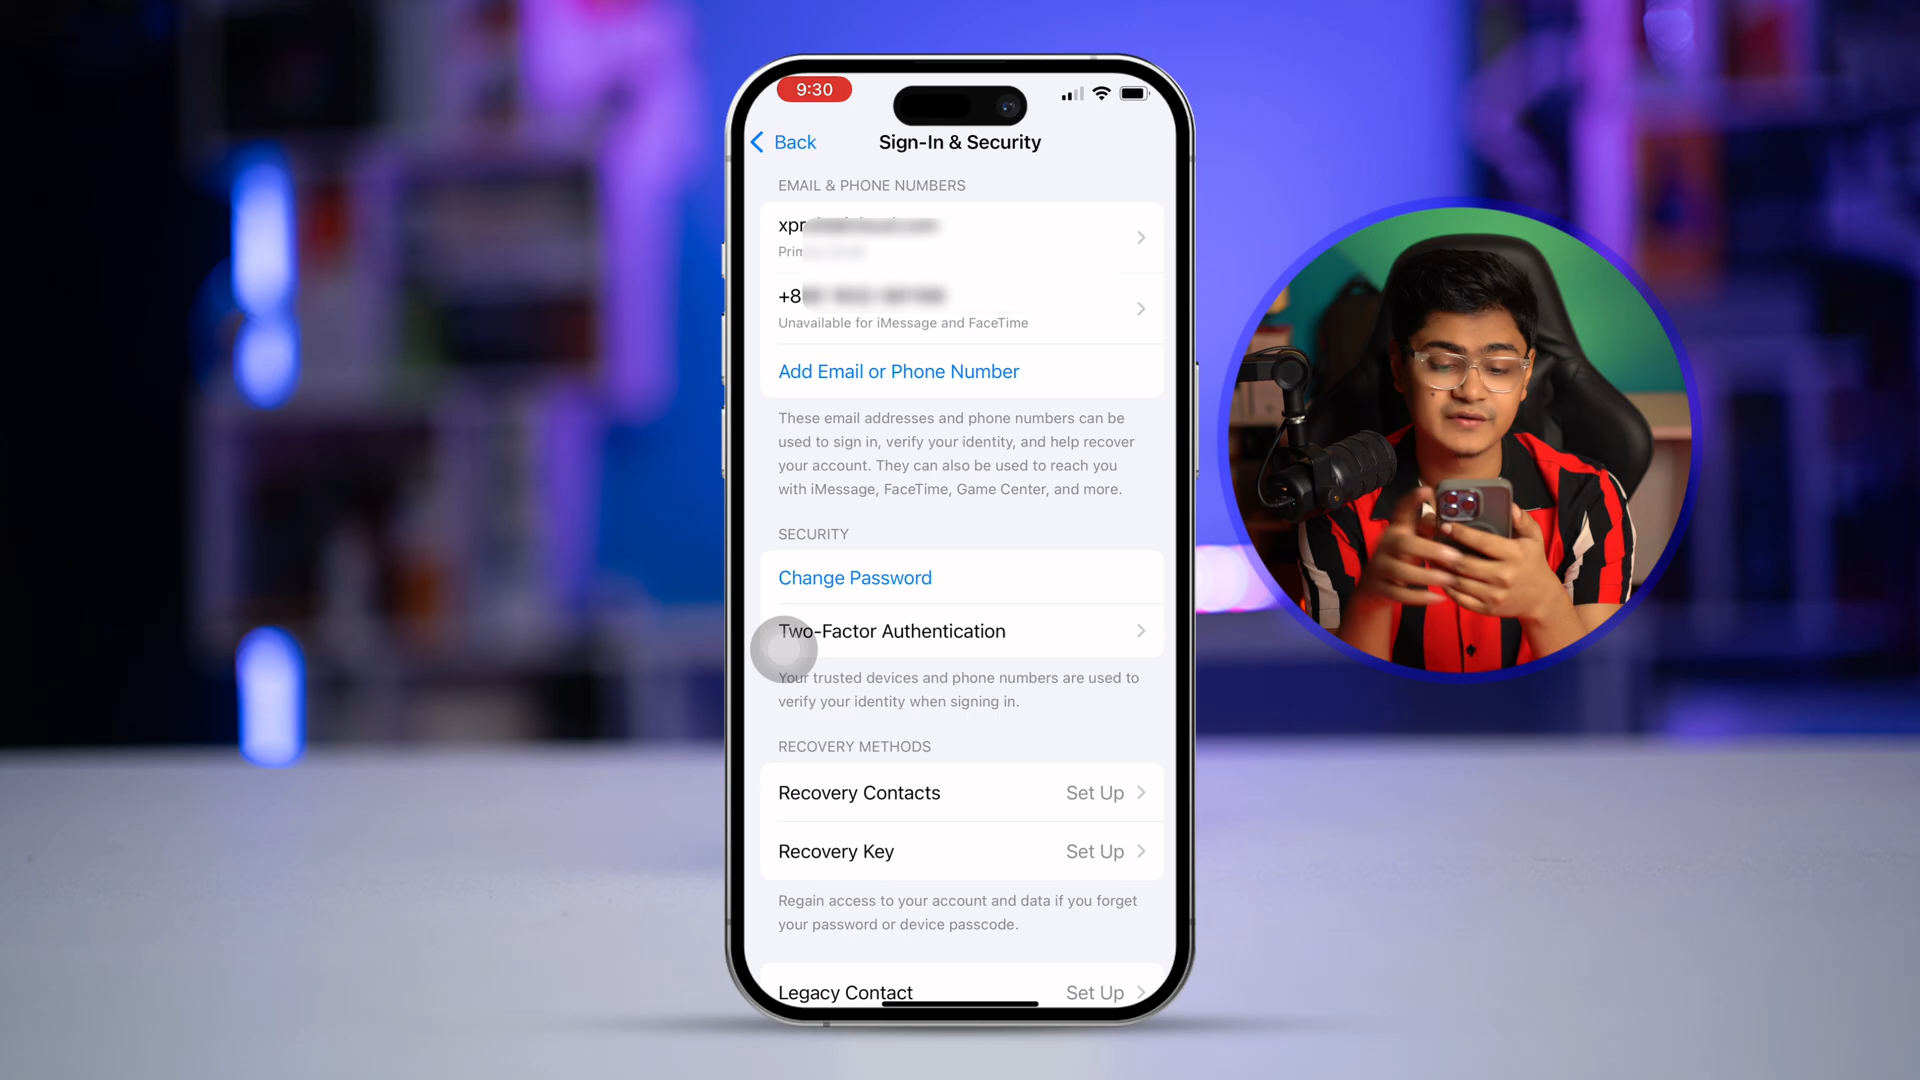 9:30
Back
Sign-In & Security
EMAIL & PHONE NUMBERS
xpr
Prim
+8
Unavailable for iMessage and FaceTime
Add Email or Phone Number
These email addresses and phone numbers can be
used to sign in, verify your identity, and help recover
your account. They can also be used to reach you
with iMessage, FaceTime, Game Center, and more.
SECURITY
Change Password
Two-Factor Authentication
Your trusted devices and phone numbers are used to
verify your identity when signing in.
RECOVERY METHODS
Recovery Contacts Set Up
Recovery Key Set Up
Regain access to your account and data if you forget
your password or device passcode.
Legacy Contact Set Up